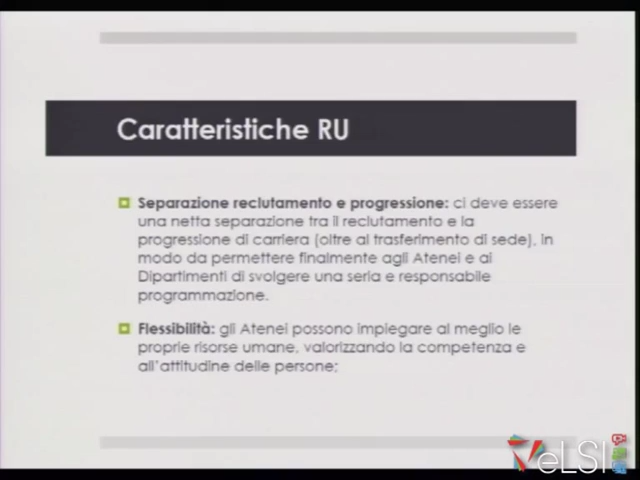 Caratteristiche RU
Separazione reclutamento e progressione: ci deve essere
una netta separazione tra il reclutamento e la
progressione di carriera (oltre al trasferimento di sede), in
modo da permettere finalmente agli Atenei e ai
Dipartimenti di svolgere una seria e responsabile
programmazione.
Flessibilità: gli Atenei possono impiegare al meglio le
proprie risorse umane, valorizzando la competenza e
all'attitudine delle persone;
VeLSI